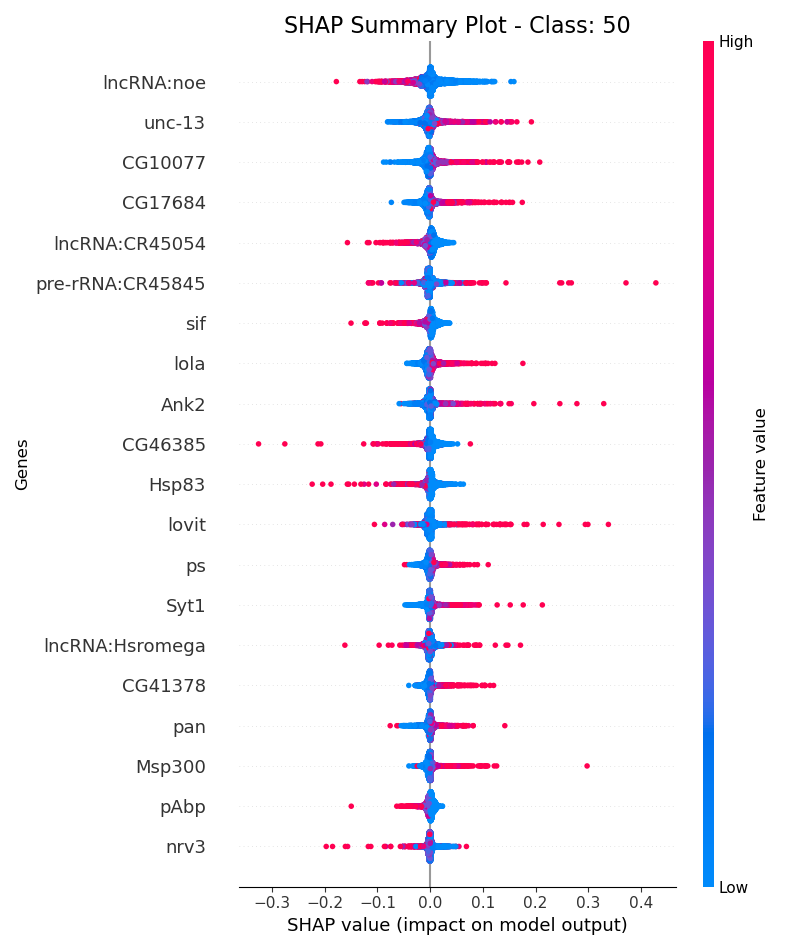 SHAP Summary Plot - Class: 50
High
lncRNA:noe
unc-13
CG10077
CG17684
lncRNA:CR45054
pre-rRNA:CR45845
sif
lola
Ank2
CG46385
Hsp83
lovit
ps
Syt1
lncRNA:Hsromega
CG41378
pan
Msp300
pAbp
nrv3
Genes
Feature value
Low
−0.3 −0.2 −0.1 0.0 0.1 0.2 0.3 0.4
SHAP value (impact on model output)